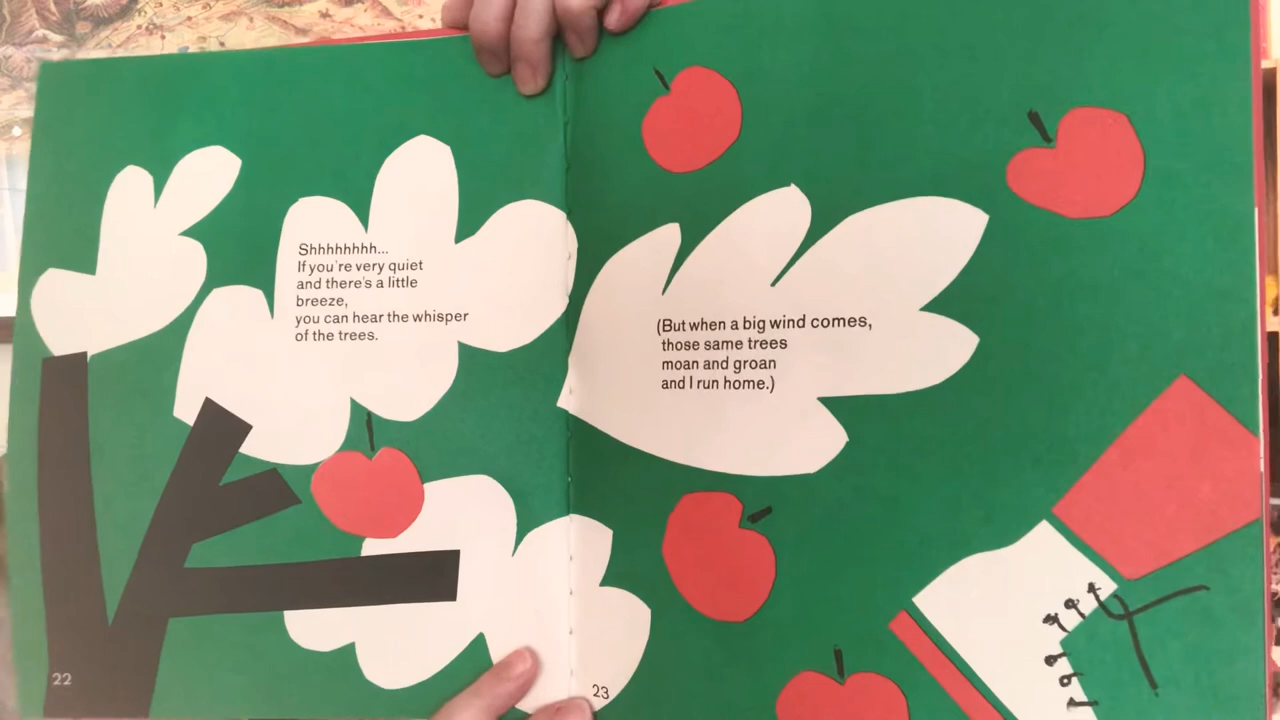 Shhhhhhhh...
If you're very quiet
and there's a little
breeze,
you can hear the whisper
of the trees.
22
(But when a big wind comes,
those same trees
moan and groan
and I run home.)
23